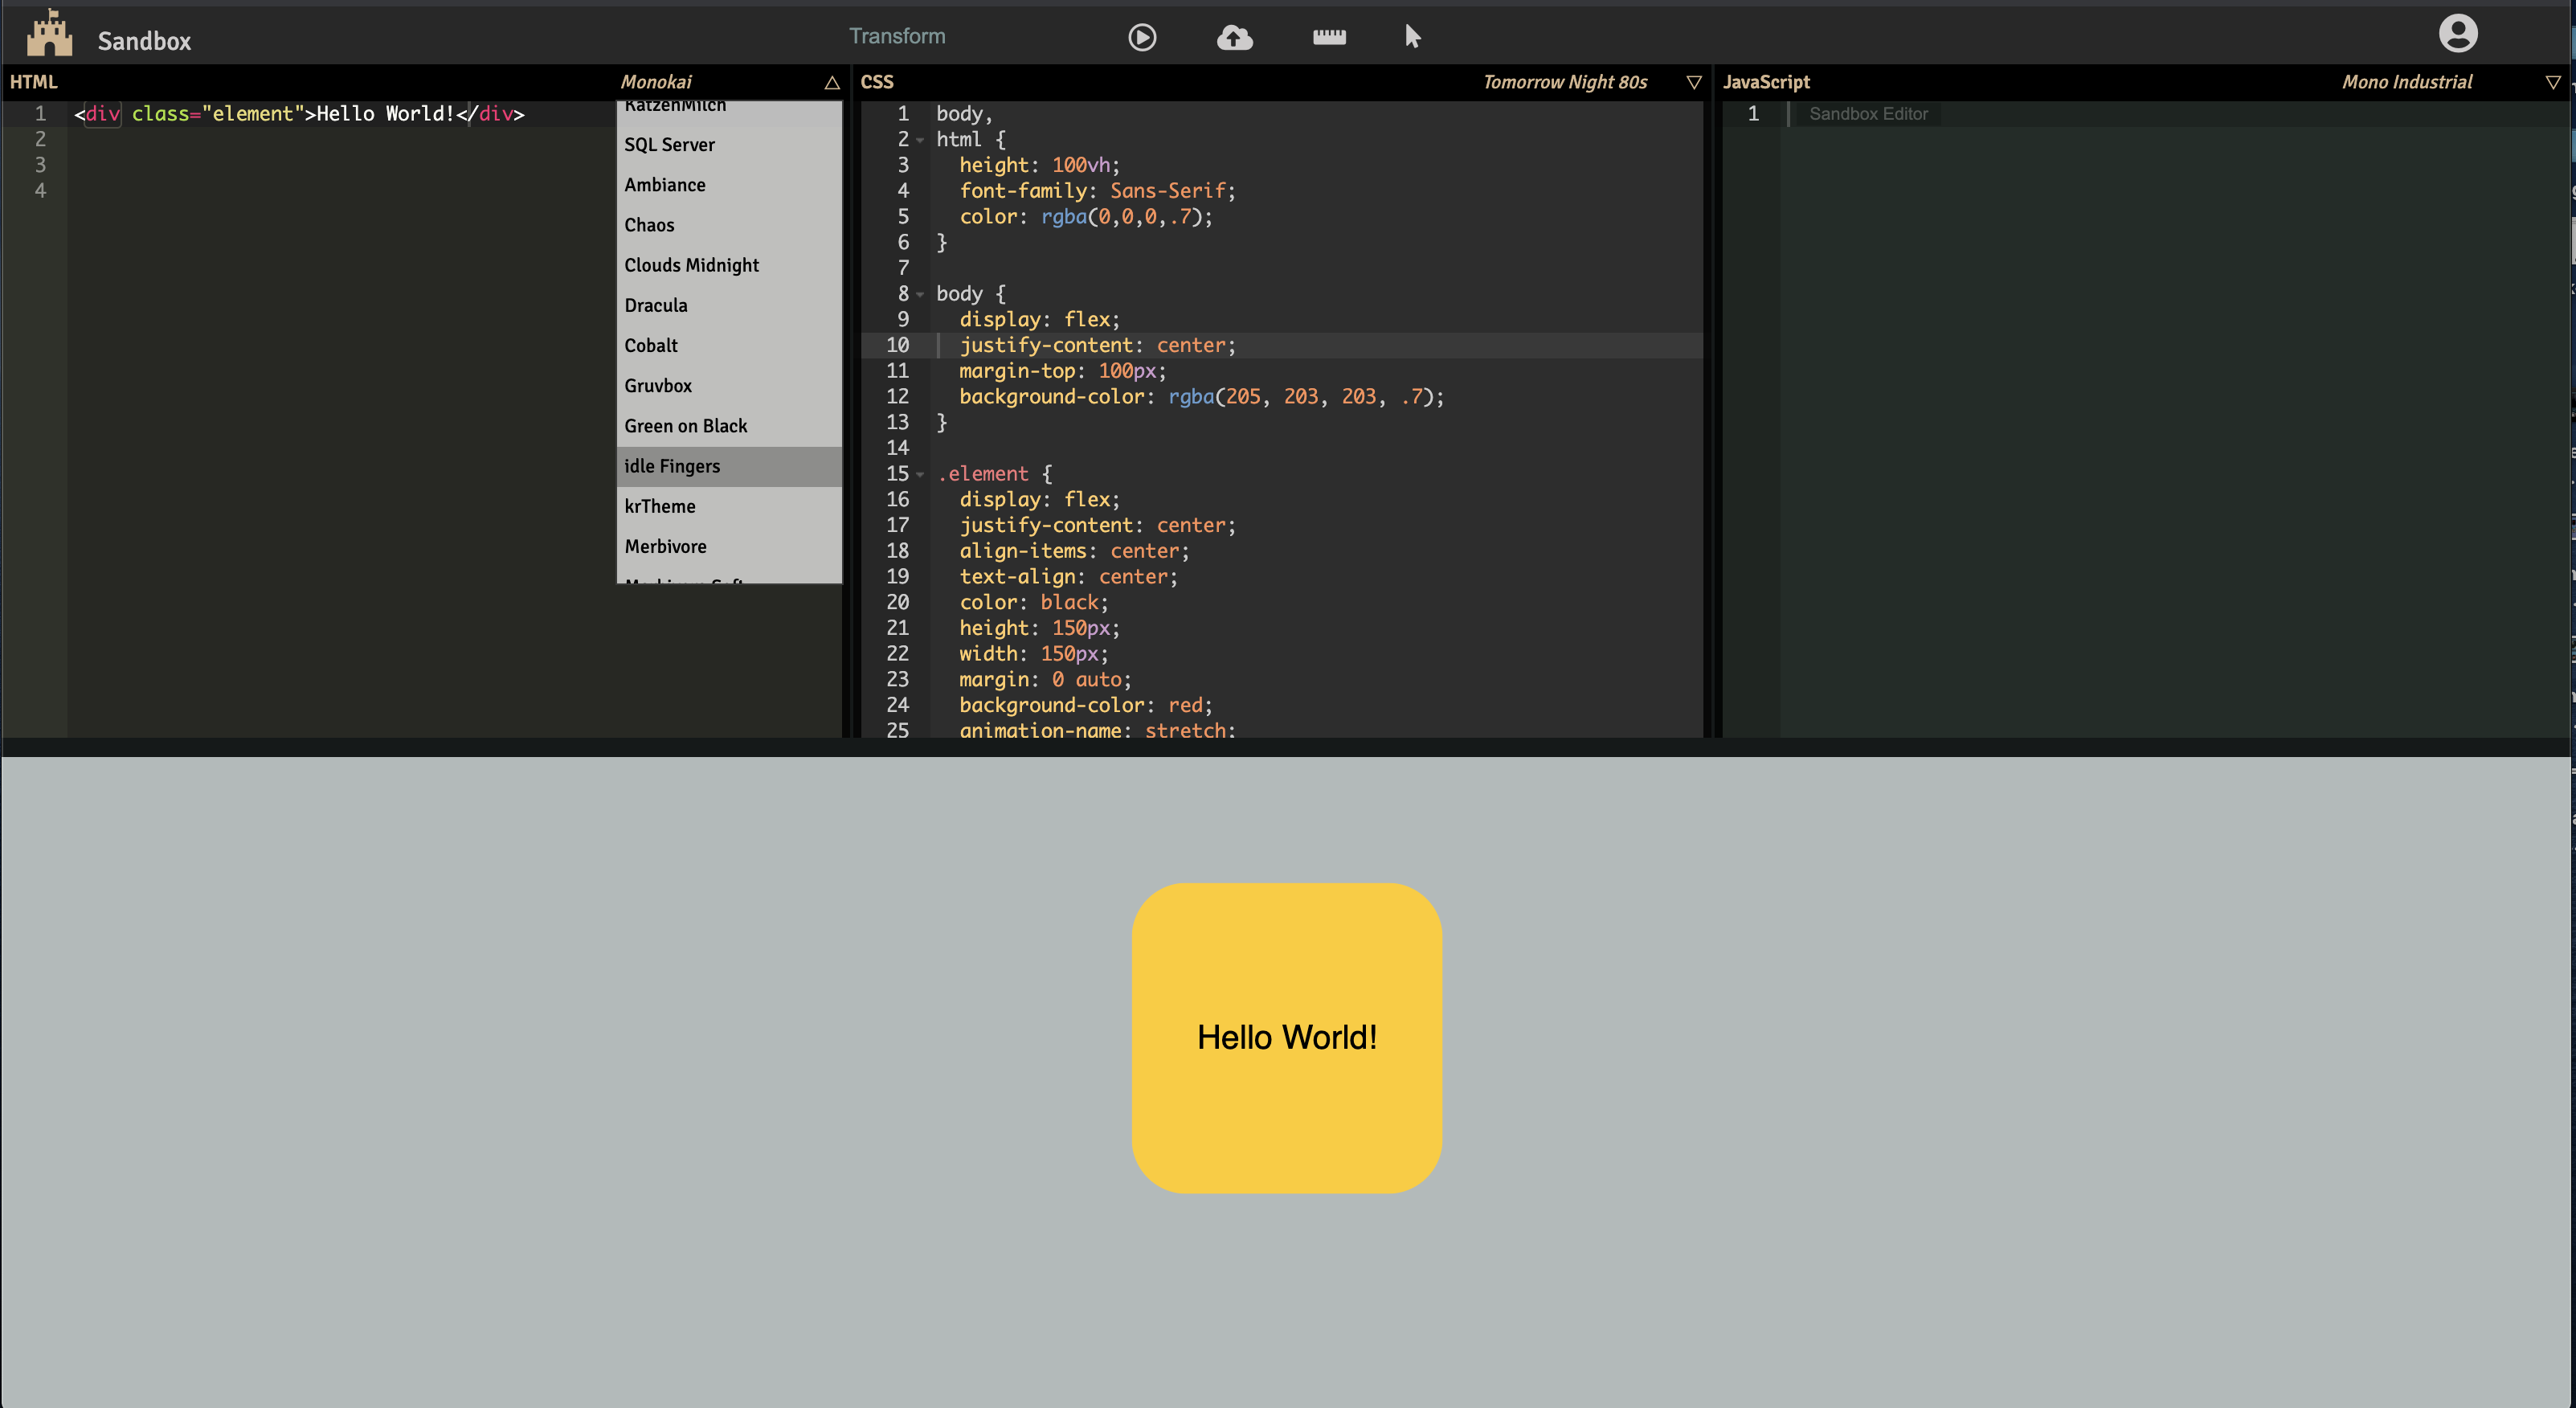 Sandbox
Transform
HTML
Monokai
CSS
Tomorrow Night 80s
JavaScript
Mono Industrial
1 <div class="element">Hello World!</div>
2
3
4
KatzenMilch
SQL Server
Ambiance
Chaos
Clouds Midnight
Dracula
Cobalt
Gruvbox
Green on Black
idle Fingers
krTheme
Merbivore
Merbivore Soft
1 body,
2 html {
3 height: 100vh;
4 font-family: Sans-Serif;
5 color: rgba(0,0,0,.7);
6 }
7
8 body {
9 display: flex;
10 justify-content: center;
11 margin-top: 100px;
12 background-color: rgba(205, 203, 203, .7);
13 }
14
15 .element {
16 display: flex;
17 justify-content: center;
18 align-items: center;
19 text-align: center;
20 color: black;
21 height: 150px;
22 width: 150px;
23 margin: 0 auto;
24 background-color: red;
25 animation-name: stretch;
1 Sandbox Editor
Hello World!